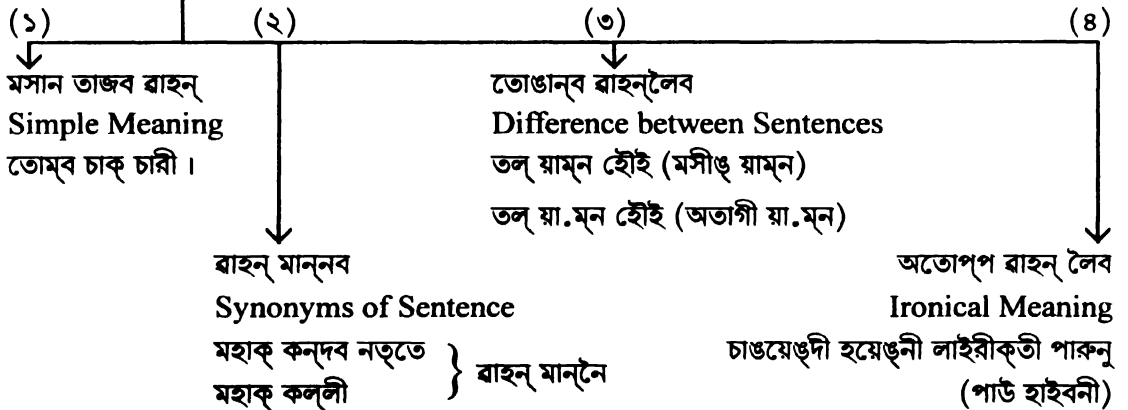 (১) (২) (৩) (৪)
মসান তাজব ৱাহন্
Simple Meaning
তোম্ব চাক্ চারী ।
তোঙান্ব ৱাহন্‌লৈব
Difference between Sentences
তল্ য়াম্ন হৌই (মসীঙ্ য়াম্ন)
তল্ য়া.ম্ন হৌই (অতাগী য়া.ম্ন)
ৱাহন্ মান্নব
Synonyms of Sentence
মহাক্ কন্দব নত্তে
মহাক্ কল্লী
} ৱাহন্ মান্নৈ
অতোপ্প ৱাহন্ লৈব
Ironical Meaning
চাঙয়েঙ্দী হয়েঙ্নী লাইরীক্তী পারুনু
(পাউ হাইবনী)